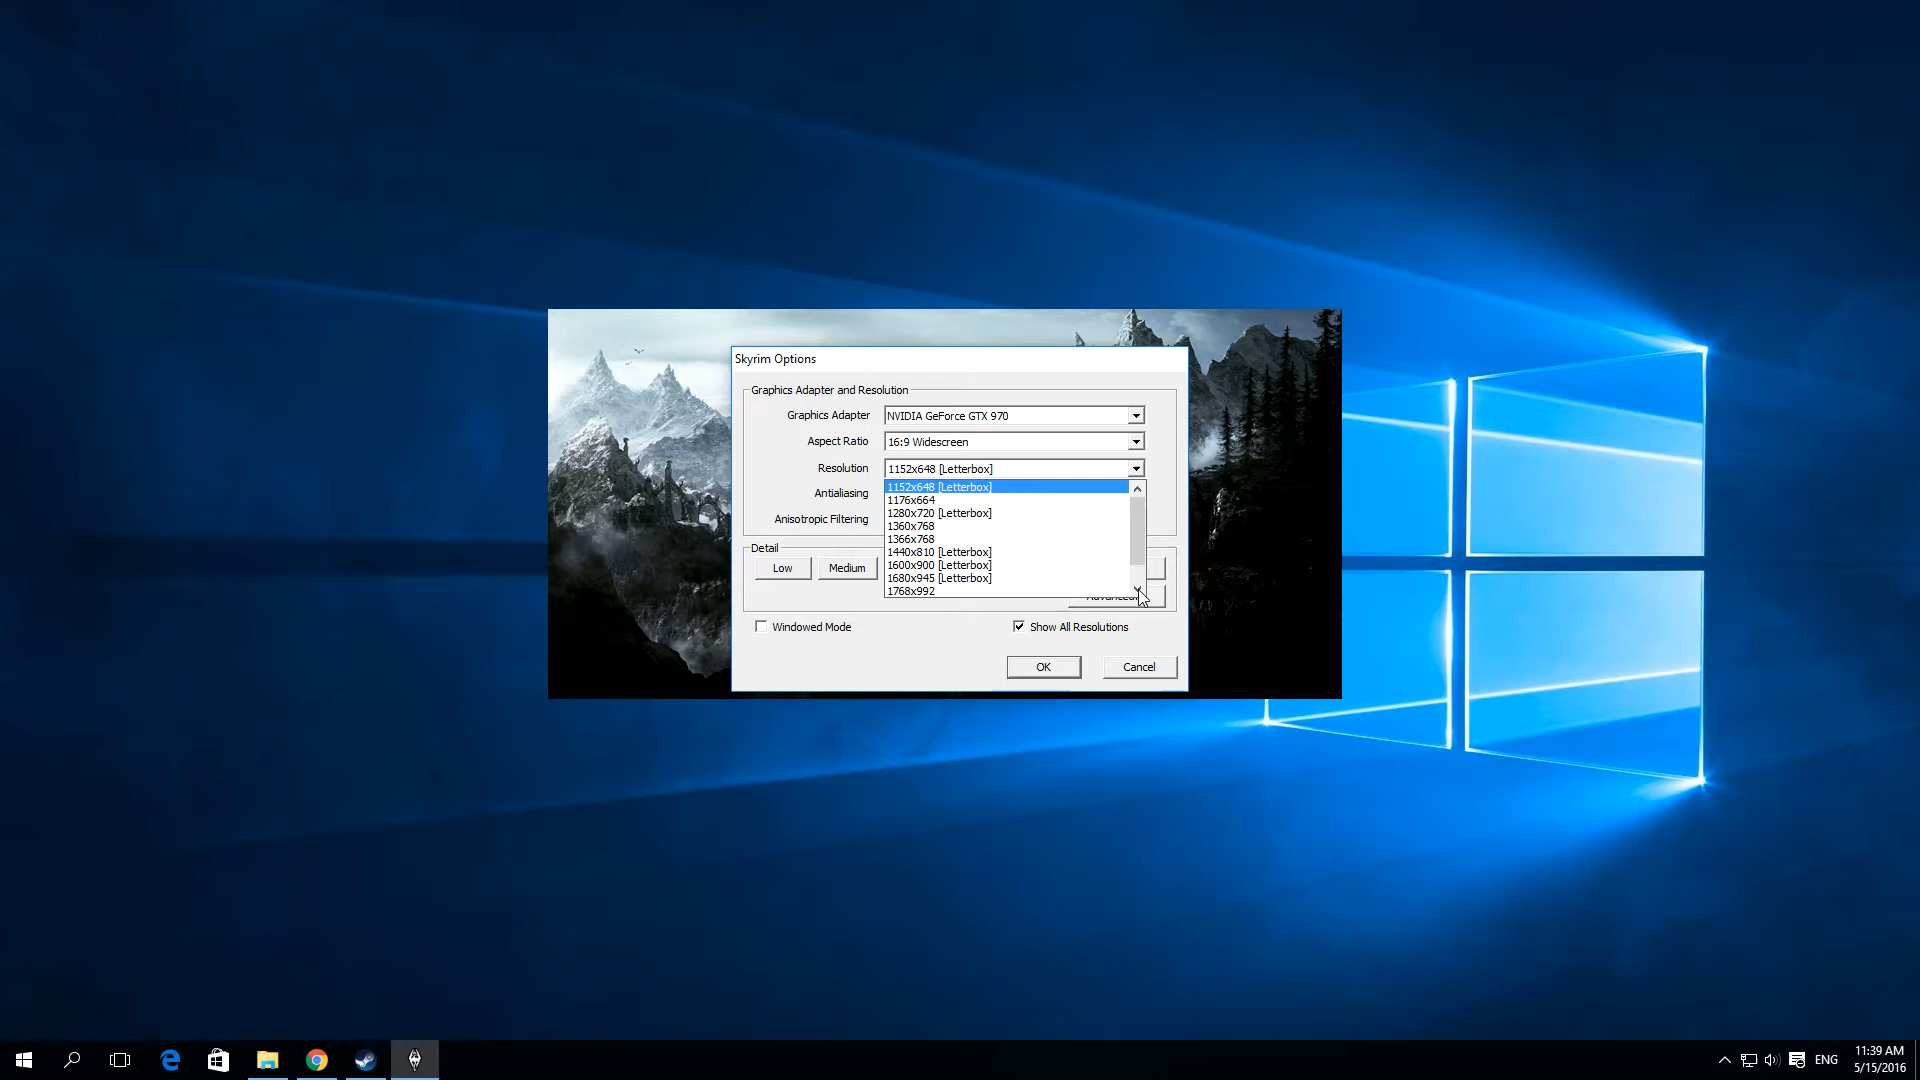 Skyrim Options
Graphics Adapter and Resolution
Graphics Adapter
NVIDIA GeForce GTX 970
Aspect Ratio
16:9 Widescreen
Resolution
1152x648 [Letterbox]
1152x648 [Letterbox]
1176x664
1280x720 [Letterbox]
1360x768
1366x768
1440x810 [Letterbox]
1600x900 [Letterbox]
1680x945 [Letterbox]
1768x992
Antialiasing
Anisotropic Filtering
Detail
Low
Medium
Windowed Mode
Show All Resolutions
OK
Cancel
ENG
11:39 AM
5/15/2016